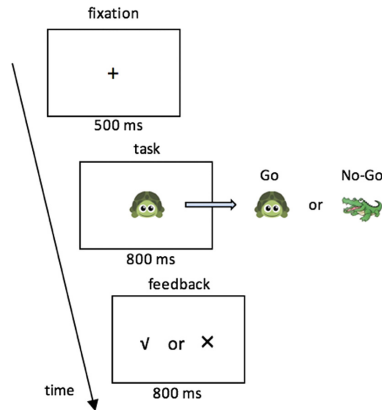 fixation
+
500 ms
task
Go
No-Go
or
800 ms
feedback
√ or ×
time
800 ms